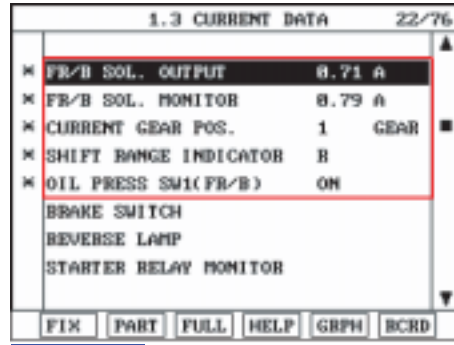 1.3 CURRENT DATA 22/76
× FR/B SOL. OUTPUT 0.71 A
× FR/B SOL. MONITOR 0.79 A
× CURRENT GEAR POS. 1 GEAR
× SHIFT RANGE INDICATOR R
× OIL PRESS SW1(FR/B) ON
BRAKE SWITCH
REVERSE LAMP
STARTER RELAY MONITOR
FIX PART FULL HELP GRPH RCRD